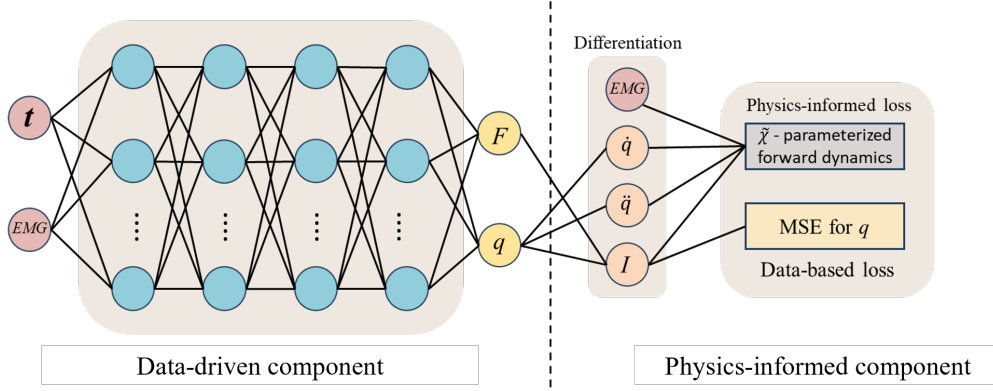 Differentiation
t
EMG
⋮ ⋮ ⋮ ⋮
F
q
EMG
q̇
q̈
I
Physics-informed loss
χ̃ - parameterized
forward dynamics
MSE for q
Data-based loss
Data-driven component
Physics-informed component